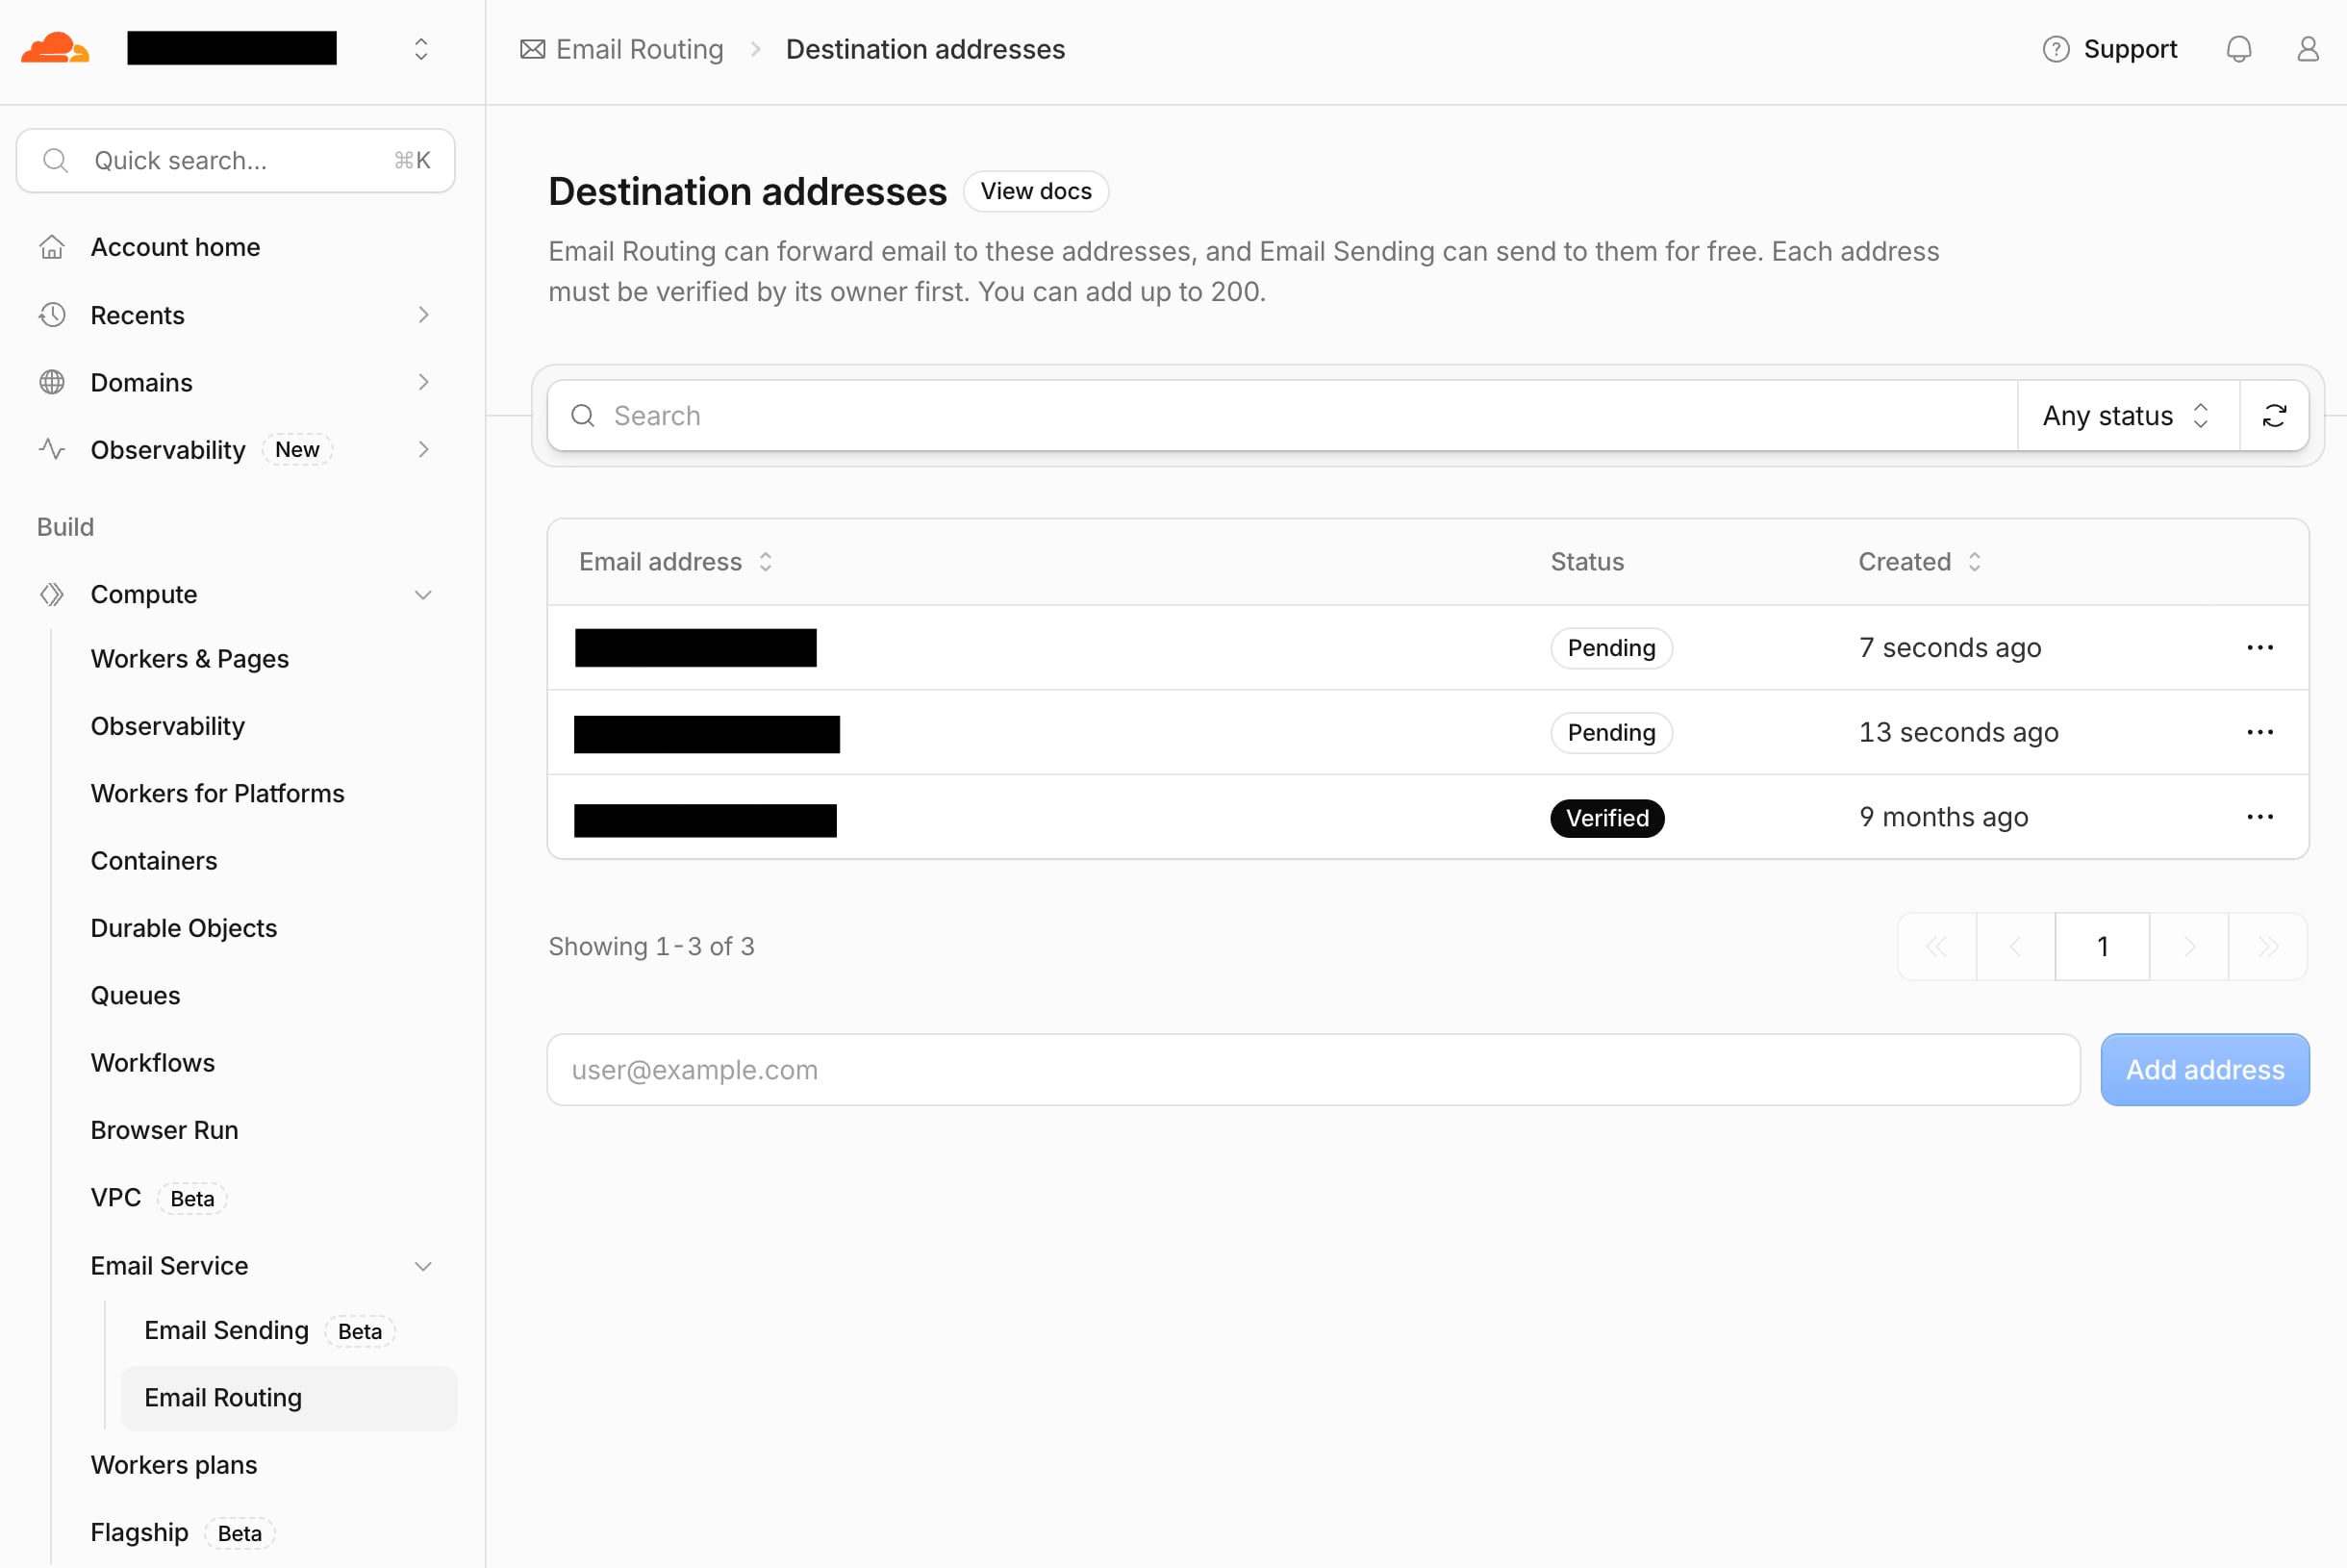 Email Routing > Destination addresses
Support
Quick search... ⌘K
Account home
Recents
Domains
Observability New
Build
Compute
Workers & Pages
Observability
Workers for Platforms
Containers
Durable Objects
Queues
Workflows
Browser Run
VPC Beta
Email Service
Email Sending Beta
Email Routing
Workers plans
Flagship Beta
Destination addresses View docs
Email Routing can forward email to these addresses, and Email Sending can send to them for free. Each address
must be verified by its owner first. You can add up to 200.
Search Any status
Email address Status Created
Pending 7 seconds ago ...
Pending 13 seconds ago ...
Verified 9 months ago ...
Showing 1-3 of 3
« < 1 > »
user@example.com Add address